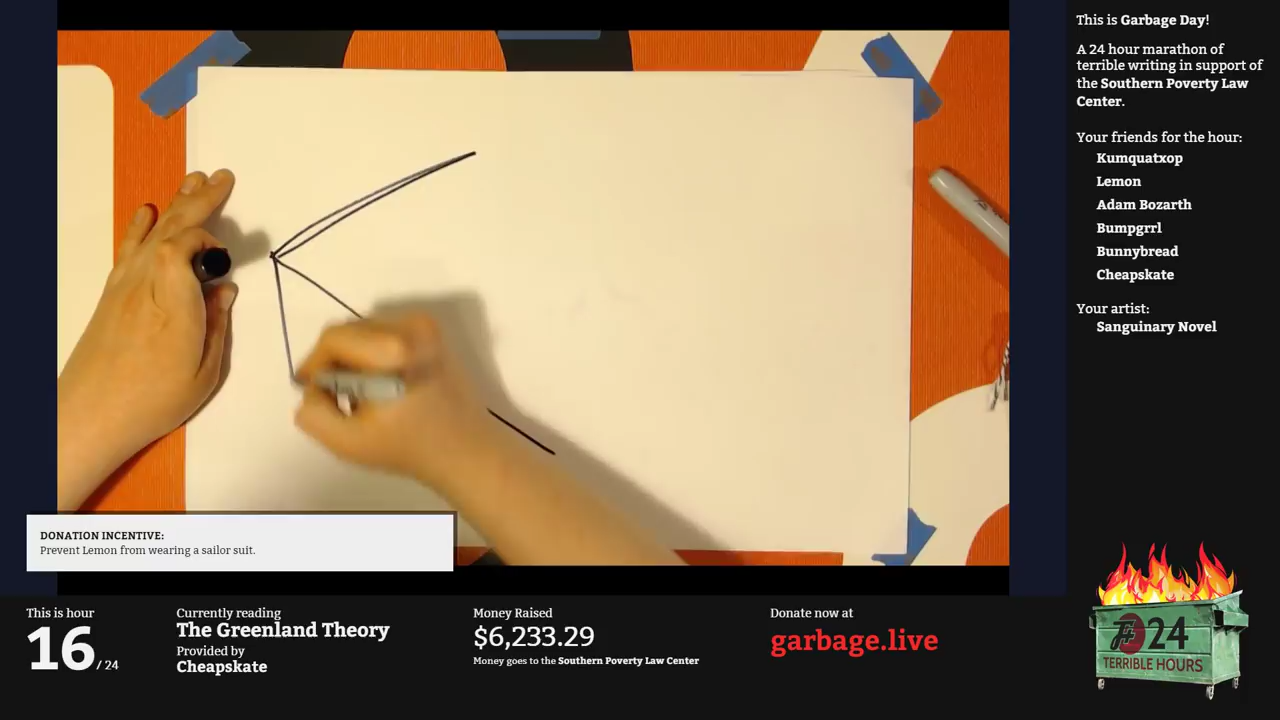 This is Garbage Day!
A 24 hour marathon of
terrible writing in support of
the Southern Poverty Law
Center.
Your friends for the hour:
Kumquatxop
Lemon
Adam Bozarth
Bumpgrrl
Bunnybread
Cheapskate
Your artist:
Sanguinary Novel
DONATION INCENTIVE:
Prevent Lemon from wearing a sailor suit.
This is hour
16 / 24
Currently reading
The Greenland Theory
Provided by
Cheapskate
Money Raised
$6,233.29
Money goes to the Southern Poverty Law Center
Donate now at
garbage.live
24
TERRIBLE HOURS